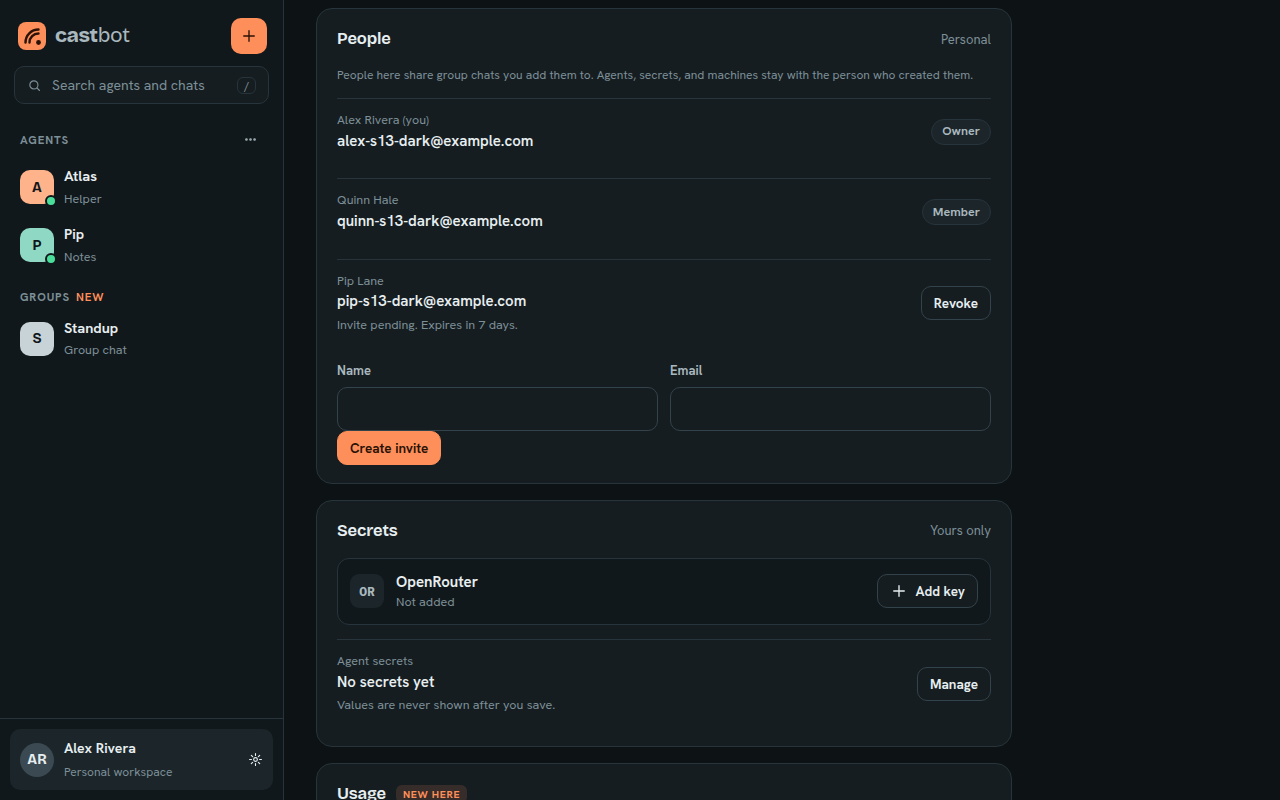 castbot
Search agents and chats /
AGENTS
A
Atlas
Helper
P
Pip
Notes
GROUPS NEW
S
Standup
Group chat
AR
Alex Rivera
Personal workspace
People
Personal
People here share group chats you add them to. Agents, secrets, and machines stay with the person who created them.
Alex Rivera (you)
alex-s13-dark@example.com
Owner
Quinn Hale
quinn-s13-dark@example.com
Member
Pip Lane
pip-s13-dark@example.com
Invite pending. Expires in 7 days.
Revoke
Name
Email
Create invite
Secrets
Yours only
OR
OpenRouter
Not added
Add key
Agent secrets
No secrets yet
Values are never shown after you save.
Manage
Usage NEW HERE